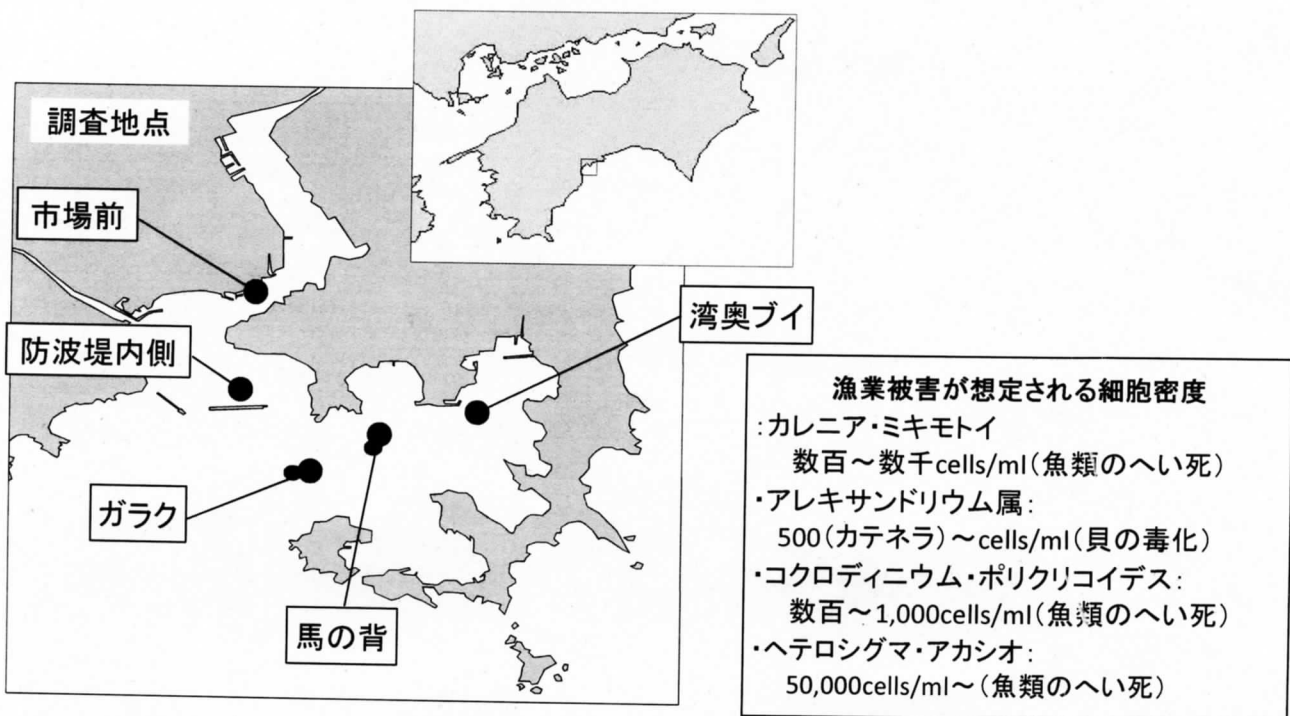 調査地点
市場前
防波堤内側
ガラク
馬の背
湾奥ブイ
漁業被害が想定される細胞密度
:カレニア・ミキモトイ
数百～数千cells/ml(魚類のへい死)
・アレキサンドリウム属:
500(カテネラ)～cells/ml(貝の毒化)
・コクロディニウム・ポリクリコイデス:
数百～1,000cells/ml(魚類のへい死)
・ヘテロシグマ・アカシオ:
50,000cells/ml～(魚類のへい死)